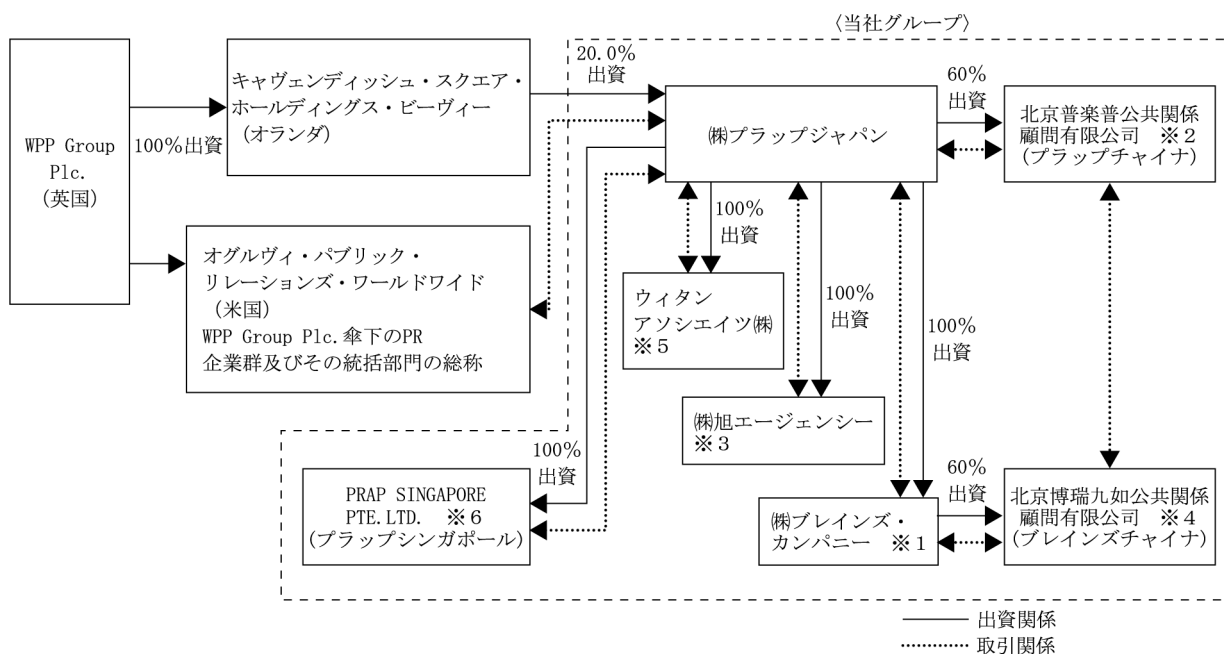 〈当社グループ〉
WPP Group
Plc.
(英国)
100%出資
キャヴェンディッシュ・スクエア・
ホールディングス・ビーヴィー
(オランダ)
20.0%
出資
㈱プラップジャパン
60%
出資
北京普楽普公共関係
顧問有限公司 ※2
(プラップチャイナ)
オグルヴィ・パブリック・
リレーションズ・ワールドワイド
(米国)
WPP Group Plc.傘下のPR
企業群及びその統括部門の総称
100%
出資
ウィタン
アソシエイツ㈱
※5
100%
出資
㈱旭エージェンシー
※3
100%
出資
100%
出資
PRAP SINGAPORE
PTE.LTD. ※6
(プラップシンガポール)
㈱ブレインズ・
カンパニー ※1
60%
出資
北京博瑞九如公共関係
顧問有限公司 ※4
(ブレインズチャイナ)
出資関係
取引関係